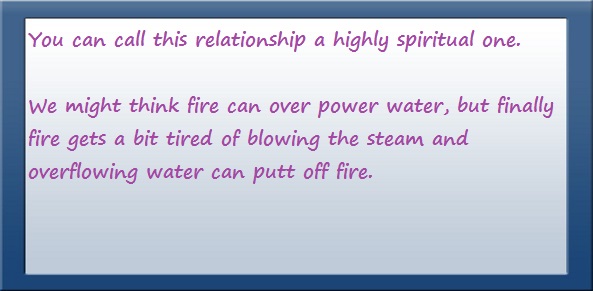 You can call this relationship a highly spiritual one.
We might think fire can over power water, but finally
fire gets a bit tired of blowing the steam and
overflowing water can putt off fire.